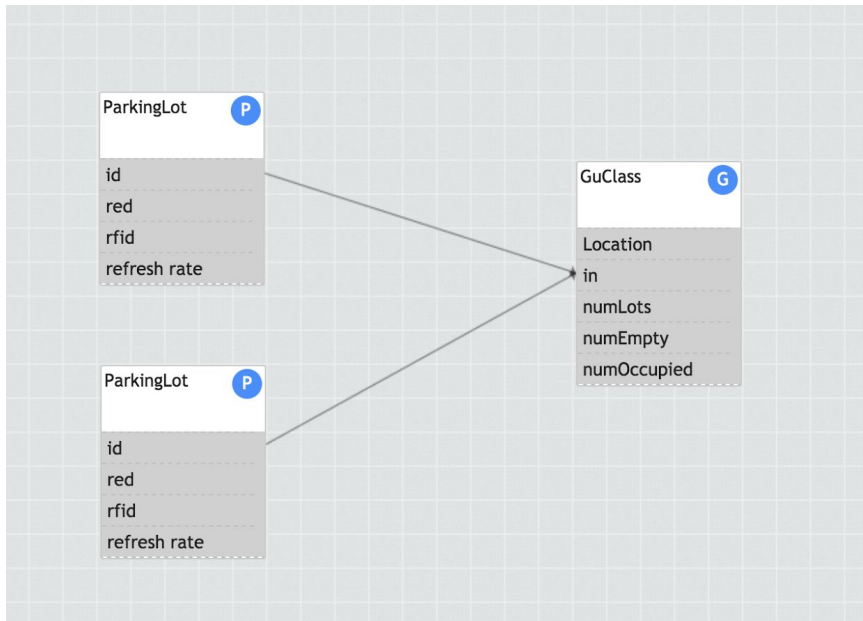 ParkingLot P
id
red
rfid
refresh rate
ParkingLot P
id
red
rfid
refresh rate
GuClass G
Location
in
numLots
numEmpty
numOccupied